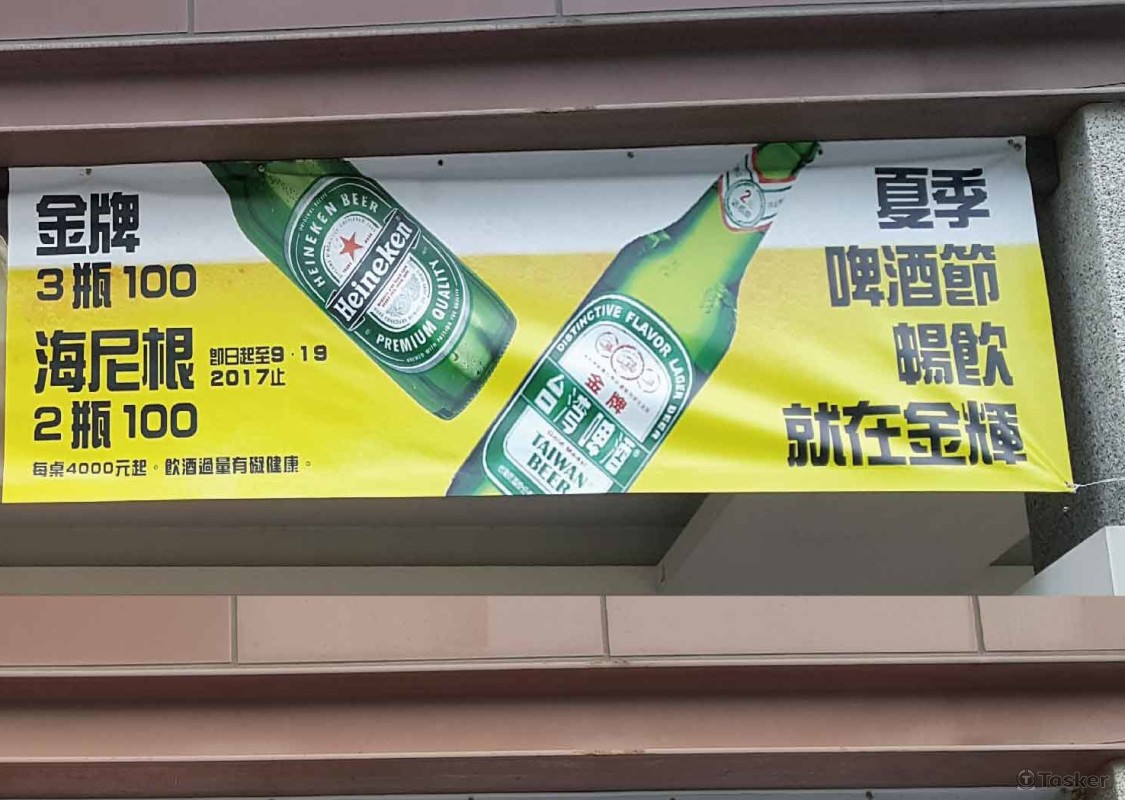 金牌
3瓶100
海尼根
即日起至9·19
2017止
2瓶100
每桌4000元起。飲酒過量有礙健康。
HEINEKEN BEER
Heineken
PREMIUM QUALITY
DISTINCTIVE FLAVOR LAGER BEER
金牌
台灣啤酒
TAIWAN
BEER
夏季
啤酒節
暢飲
就在金輝
Tasker